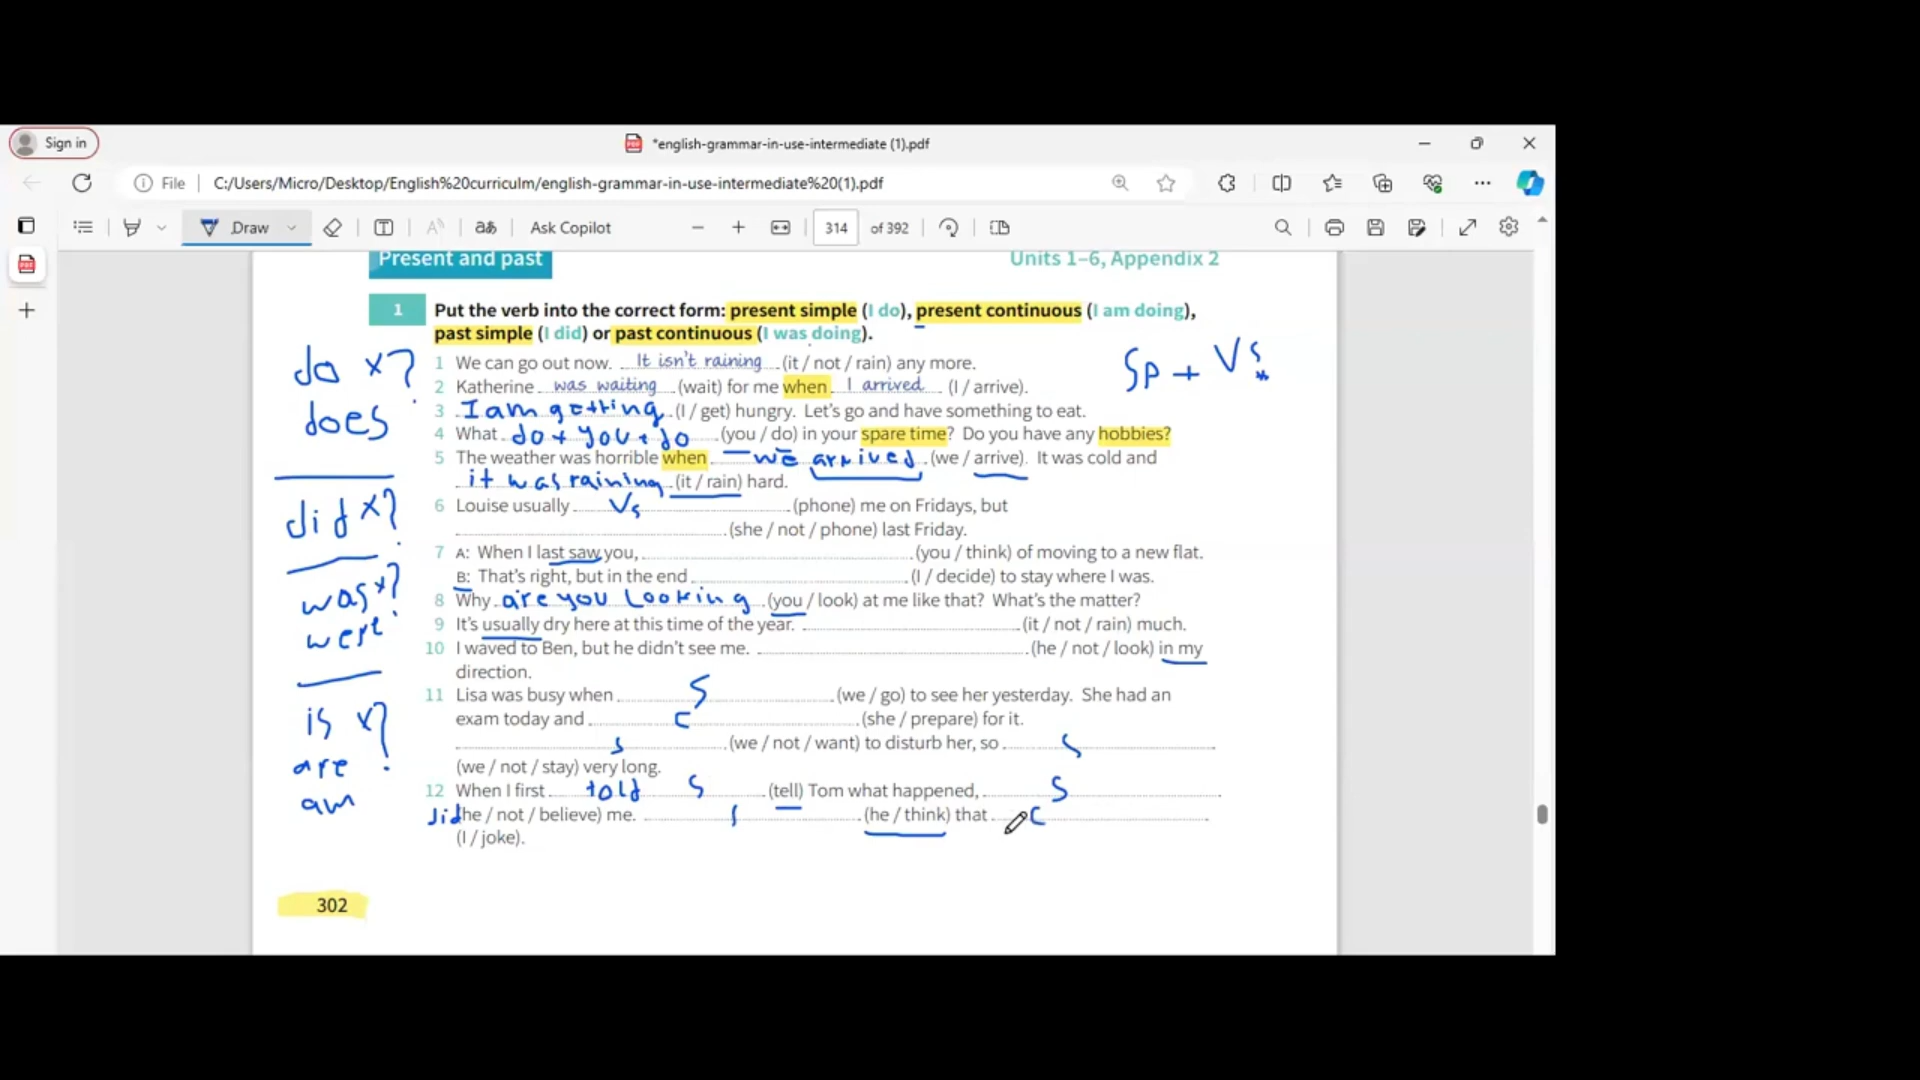 Sign in
*english-grammar-in-use-intermediate (1).pdf
File C:/Users/Micro/Desktop/English%20curriculm/english-grammar-in-use-intermediate%20(1).pdf
Draw Ask Copilot 314 of 392
Present and past Units 1–6, Appendix 2
1 Put the verb into the correct form: present simple (I do), present continuous (I am doing),
past simple (I did) or past continuous (I was doing).
1 We can go out now. It isn't raining (it / not / rain) any more.
2 Katherine was waiting (wait) for me when I arrived (I / arrive).
3 I am getting (I / get) hungry. Let's go and have something to eat.
4 What do + you + do (you / do) in your spare time? Do you have any hobbies?
5 The weather was horrible when we arrived (we / arrive). It was cold and
it was raining (it / rain) hard.
6 Louise usually Vs (phone) me on Fridays, but
(she / not / phone) last Friday.
7 A: When I last saw you, (you / think) of moving to a new flat.
B: That's right, but in the end (I / decide) to stay where I was.
8 Why are you looking (you / look) at me like that? What's the matter?
9 It's usually dry here at this time of the year. (it / not / rain) much.
10 I waved to Ben, but he didn't see me. (he / not / look) in my
direction.
11 Lisa was busy when S (we / go) to see her yesterday. She had an
exam today and C (she / prepare) for it.
S (we / not / want) to disturb her, so S
(we / not / stay) very long.
12 When I first told S (tell) Tom what happened, S
did he / not / believe) me. S (he / think) that C
(I / joke).
302
do x?
does
did x?
was x?
were
is x?
are
am
Sp + Vs